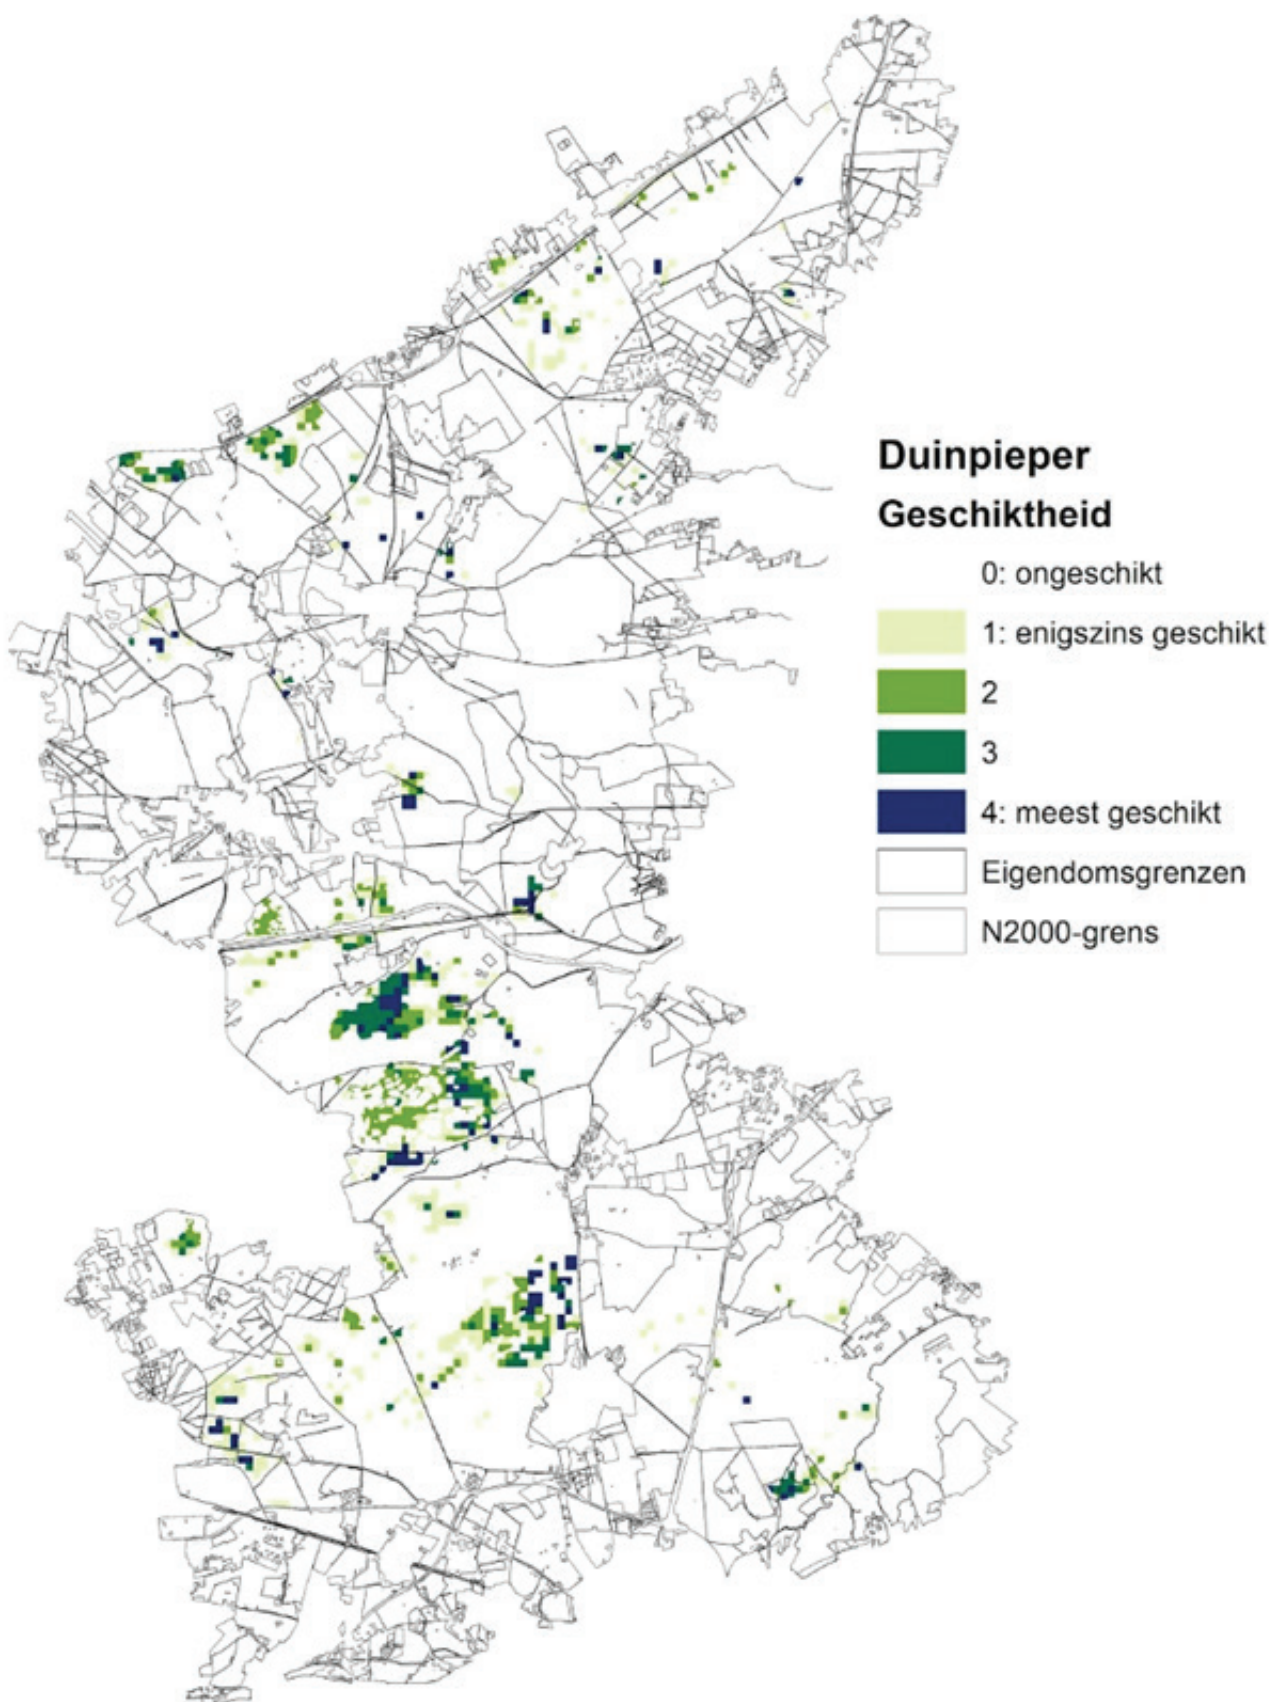 Duinpieper
Geschiktheid
0: ongeschikt
1: enigszins geschikt
2
3
4: meest geschikt
Eigendomsgrenzen
N2000-grens